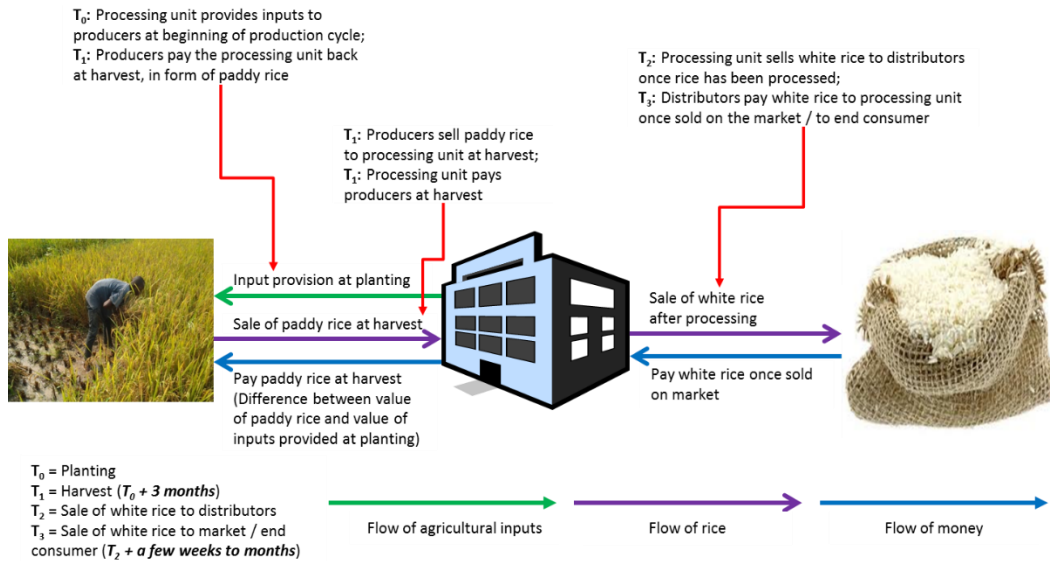 T₀: Processing unit provides inputs to
producers at beginning of production cycle;
T₁: Producers pay the processing unit back
at harvest, in form of paddy rice
T₂: Processing unit sells white rice to distributors
once rice has been processed;
T₃: Distributors pay white rice to processing unit
once sold on the market / to end consumer
T₁: Producers sell paddy rice
to processing unit at harvest;
T₁: Processing unit pays
producers at harvest
Input provision at planting
Sale of paddy rice at harvest
Pay paddy rice at harvest
(Difference between value
of paddy rice and value of
inputs provided at planting)
Sale of white rice
after processing
Pay white rice once sold
on market
T₀ = Planting
T₁ = Harvest (T₀ + 3 months)
T₂ = Sale of white rice to distributors
T₃ = Sale of white rice to market / end
consumer (T₂ + a few weeks to months)
Flow of agricultural inputs
Flow of rice
Flow of money